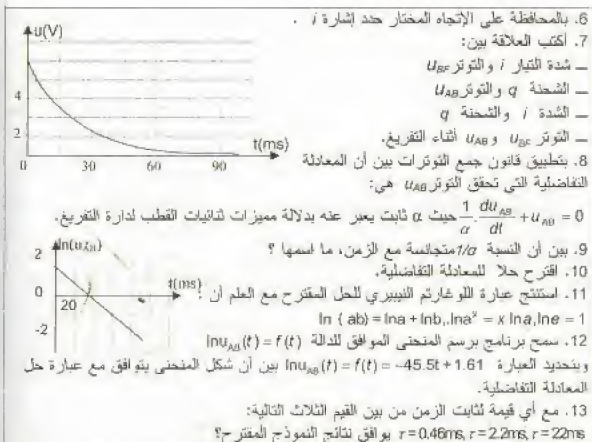 6. بالمحافظة على الإتجاه المختار حدد إشارة i .
7. أكتب العلاقة بين:
– شدة التيار i و التوتر uBF
– الشحنة q والتوتر uAB
– الشدة i والشحنة q
– التوتر uBF و uAB أثناء التفريغ.
8. بتطبيق قانون جمع التوترات بين أن المعادلة
التفاضلية التي تحقق التوتر uAB هي:
1/α . duAB/dt + uAB = 0 حيث α ثابت يعبر عنه بدلالة مميزات ثنائيات القطب لدارة التفريغ.
9. بين أن النسبة 1/α متجانسة مع الزمن، ما اسمها ؟
10. اقترح حلا للمعادلة التفاضلية.
11. استنتج عبارة اللوغارتم النيبيري للحل المقترح مع العلم أن :
ln ( ab) = lna + lnb,.lnaˣ = x lna,lne = 1
12. سمح برنامج برسم المنحنى الموافق للدالة lnuAB(t) = f(t)
وبتحديد العبارة lnuAB(t) = f(t) = −45.5t + 1.61 بين أن شكل المنحنى يتوافق مع عبارة حل
المعادلة التفاضلية.
13. مع أي قيمة لثابت الزمن من بين القيم الثلاث التالية:
τ = 0.46ms, τ = 2.2ms, τ = 22ms يوافق نتائج النموذج المقترح؟
u(V)
4
2
0 30 60 90
t(ms)
ln(uAB)
2
0
20
-2
t(ms)